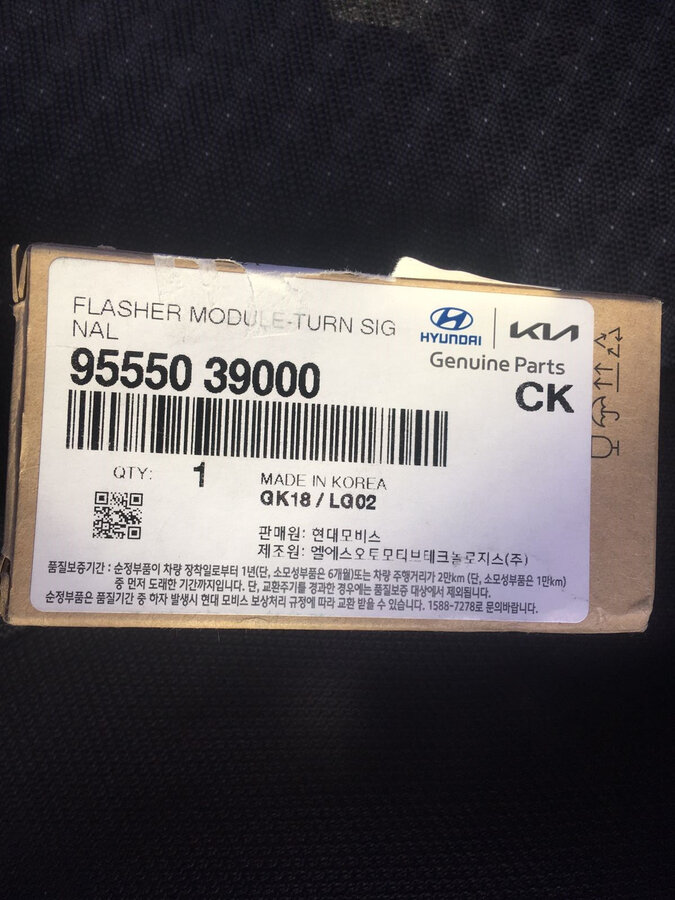 FLASHER MODULE-TURN SIG
NAL
95550 39000
HYUNDAI
KIA
Genuine Parts
CK
QTY: 1
MADE IN KOREA
GK18 / LG02
판매원: 현대모비스
제조원: 엘에스오토모티브테크놀로지스(주)
품질보증기간 : 순정부품이 차량 장착일로부터 1년(단, 소모성부품은 6개월)또는 차량 주행거리가 2만km (단, 소모성부품은 1만km)
중 먼저 도래한 기간까지입니다. 단, 교환주기를 경과한 경우에는 품질보증 대상에서 제외됩니다.
순정부품은 품질기간 중 하자 발생시 현대 모비스 보상처리 규정에 따라 교환 받을 수 있습니다. 1588-7278로 문의바랍니다.